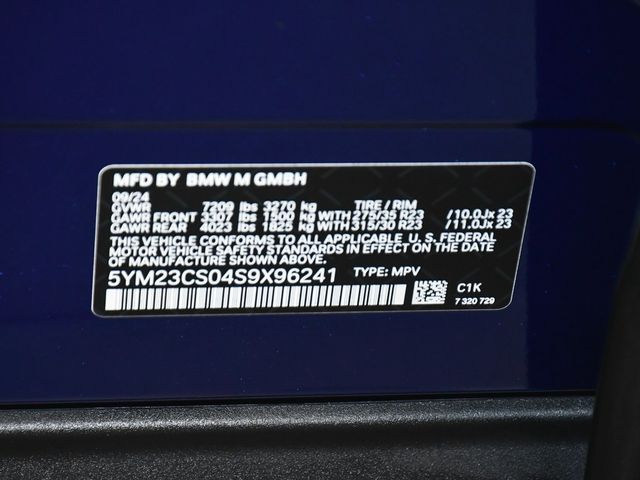 MFD BY BMW M GMBH
09/24
GVWR 7209 lbs 3270 kg TIRE / RIM
GAWR FRONT 3307 lbs 1500 kg WITH 275/35 R23 /10.0Jx23
GAWR REAR 4023 lbs 1825 kg WITH 315/30 R23 /11.0Jx23
THIS VEHICLE CONFORMS TO ALL APPLICABLE U.S. FEDERAL
MOTOR VEHICLE SAFETY STANDARDS IN EFFECT ON THE
DATE OF MANUFACTURE SHOWN ABOVE.
5YM23CS04S9X96241 TYPE: MPV
C1K
7 320 729